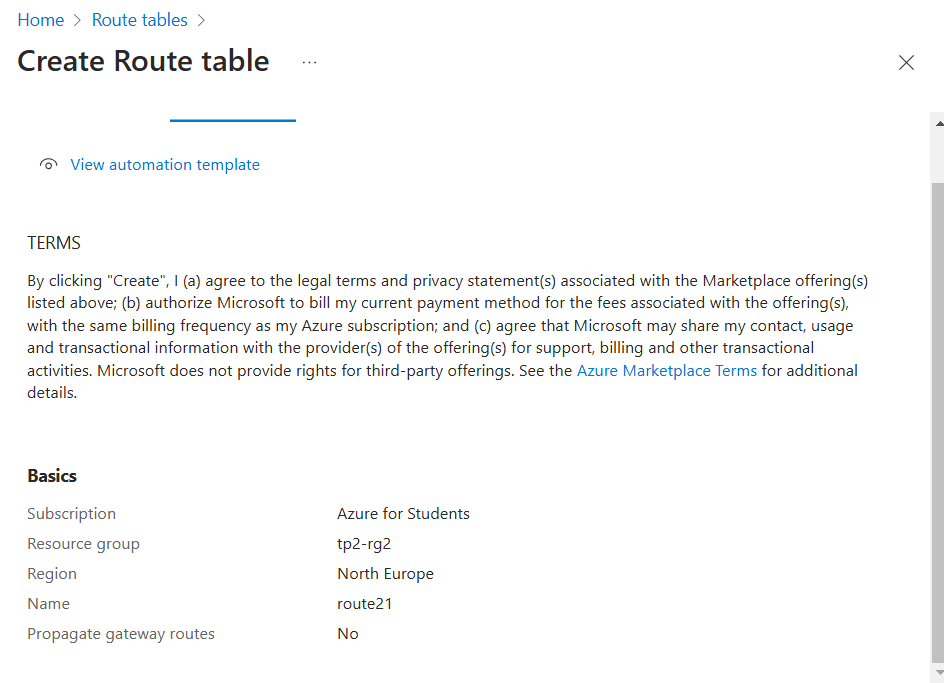 Home > Route tables >
Create Route table ...
View automation template
TERMS
By clicking "Create", I (a) agree to the legal terms and privacy statement(s) associated with the Marketplace offering(s)
listed above; (b) authorize Microsoft to bill my current payment method for the fees associated with the offering(s),
with the same billing frequency as my Azure subscription; and (c) agree that Microsoft may share my contact, usage
and transactional information with the provider(s) of the offering(s) for support, billing and other transactional
activities. Microsoft does not provide rights for third-party offerings. See the Azure Marketplace Terms for additional
details.
Basics
Subscription Azure for Students
Resource group tp2-rg2
Region North Europe
Name route21
Propagate gateway routes No